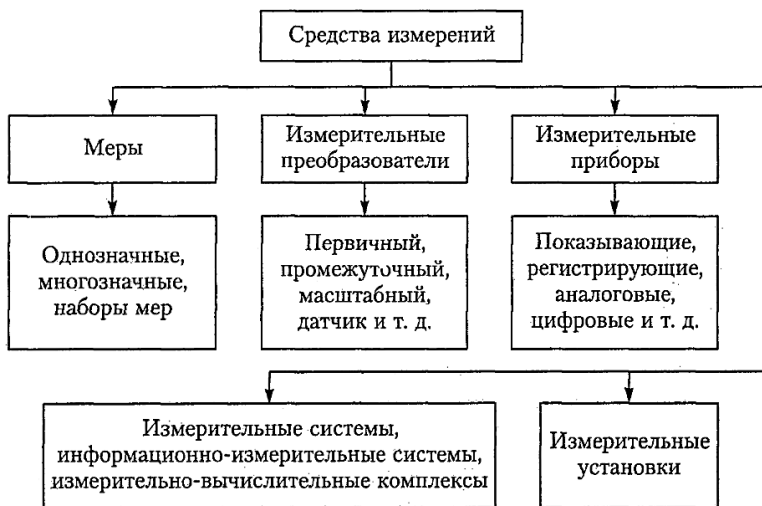 Средства измерений
Меры
Измерительные
преобразователи
Измерительные
приборы
Однозначные,
многозначные,
наборы мер
Первичный,
промежуточный,
масштабный,
датчик и т. д.
Показывающие,
регистрирующие,
аналоговые,
цифровые и т. д.
Измерительные системы,
информационно-измерительные системы,
измерительно-вычислительные комплексы
Измерительные
установки